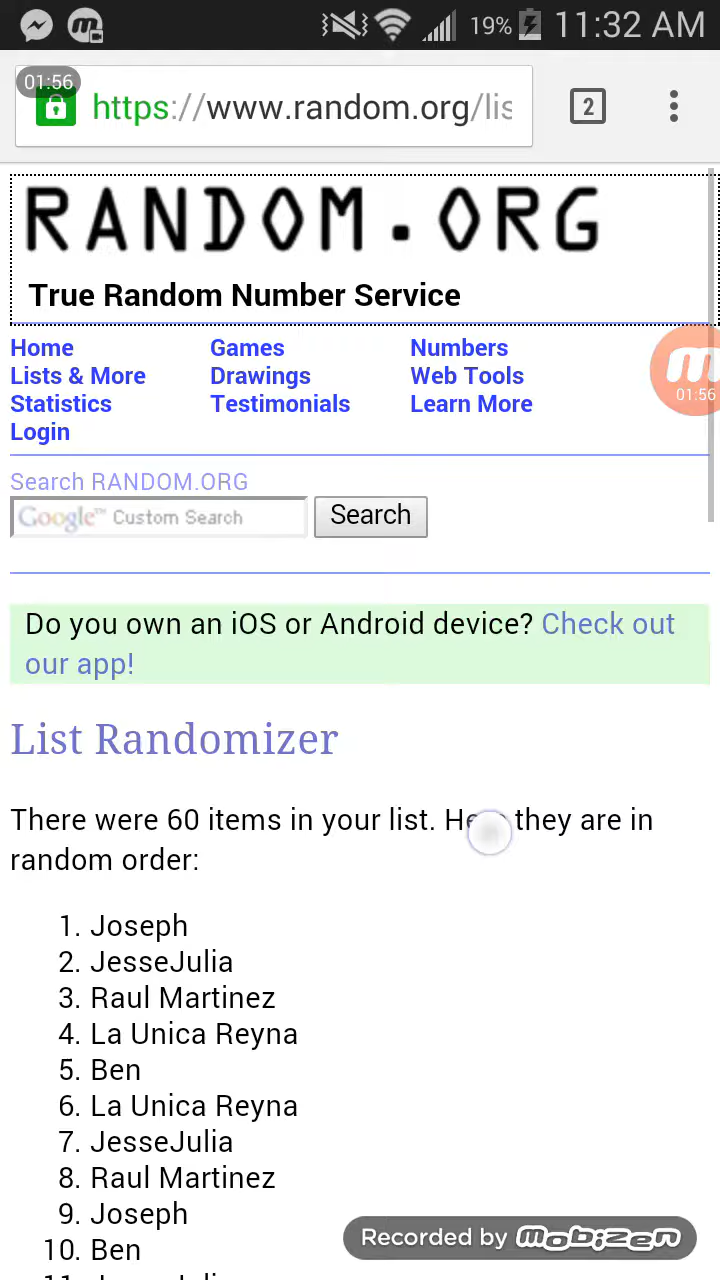 19% 11:32 AM
01:56
https://www.random.org/lis
2
RANDOM.ORG
True Random Number Service
Home Games Numbers
Lists & More Drawings Web Tools
01:56
Statistics Testimonials Learn More
Login
Search RANDOM.ORG
Google™ Custom Search Search
Do you own an iOS or Android device? Check out
our app!
List Randomizer
There were 60 items in your list. they are in
random order:
1. Joseph
2. JesseJulia
3. Raul Martinez
4. La Unica Reyna
5. Ben
6. La Unica Reyna
7. JesseJulia
8. Raul Martinez
9. Joseph
10. Ben
Recorded by mobizen